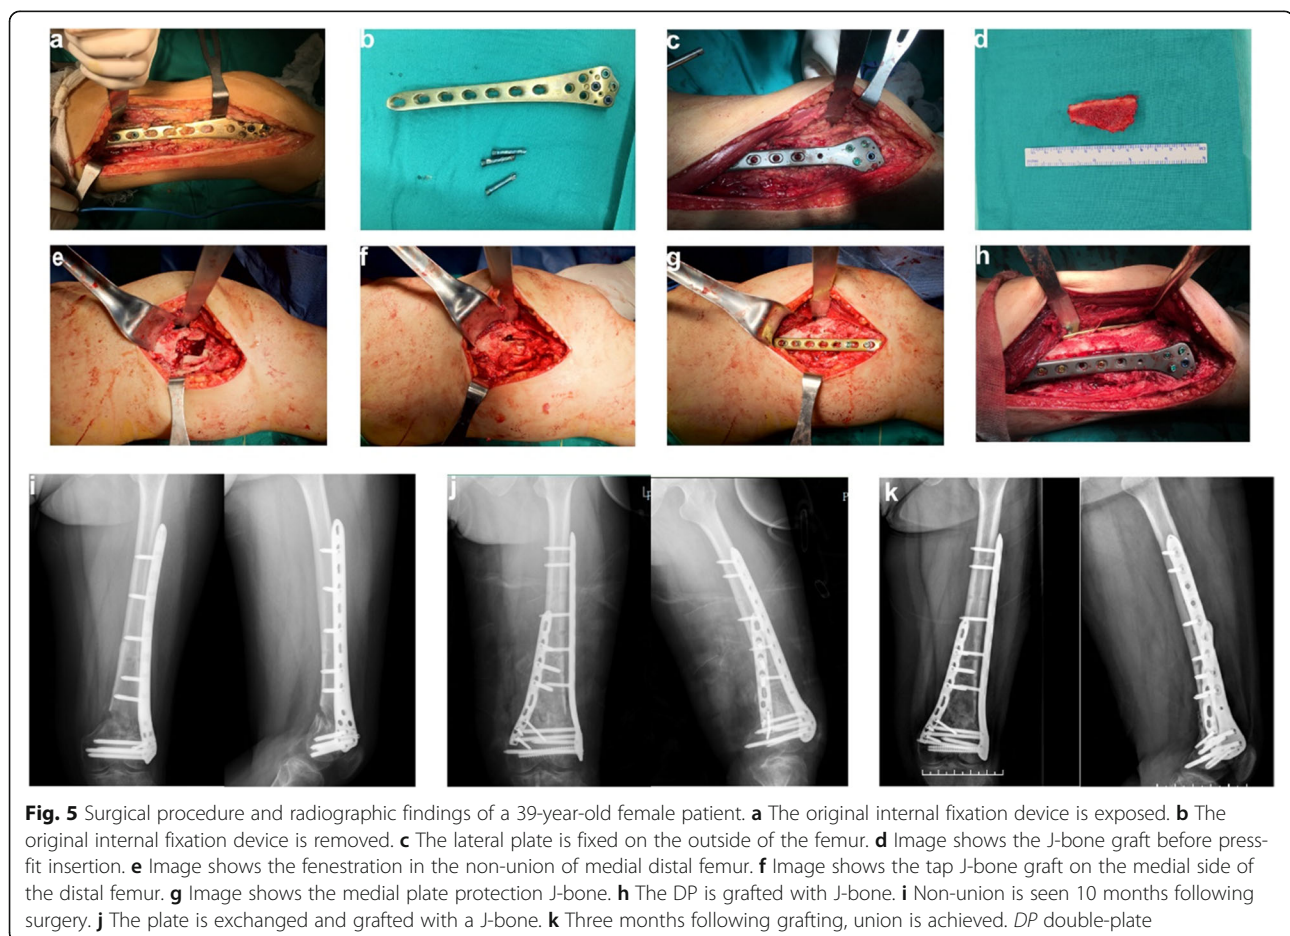 a
b
c
d
e
f
g
h
i
j
k
Fig. 5 Surgical procedure and radiographic findings of a 39-year-old female patient. a The original internal fixation device is exposed. b The
original internal fixation device is removed. c The lateral plate is fixed on the outside of the femur. d Image shows the J-bone graft before press-
fit insertion. e Image shows the fenestration in the non-union of medial distal femur. f Image shows the tap J-bone graft on the medial side of
the distal femur. g Image shows the medial plate protection J-bone. h The DP is grafted with J-bone. i Non-union is seen 10 months following
surgery. j The plate is exchanged and grafted with a J-bone. k Three months following grafting, union is achieved. DP double-plate